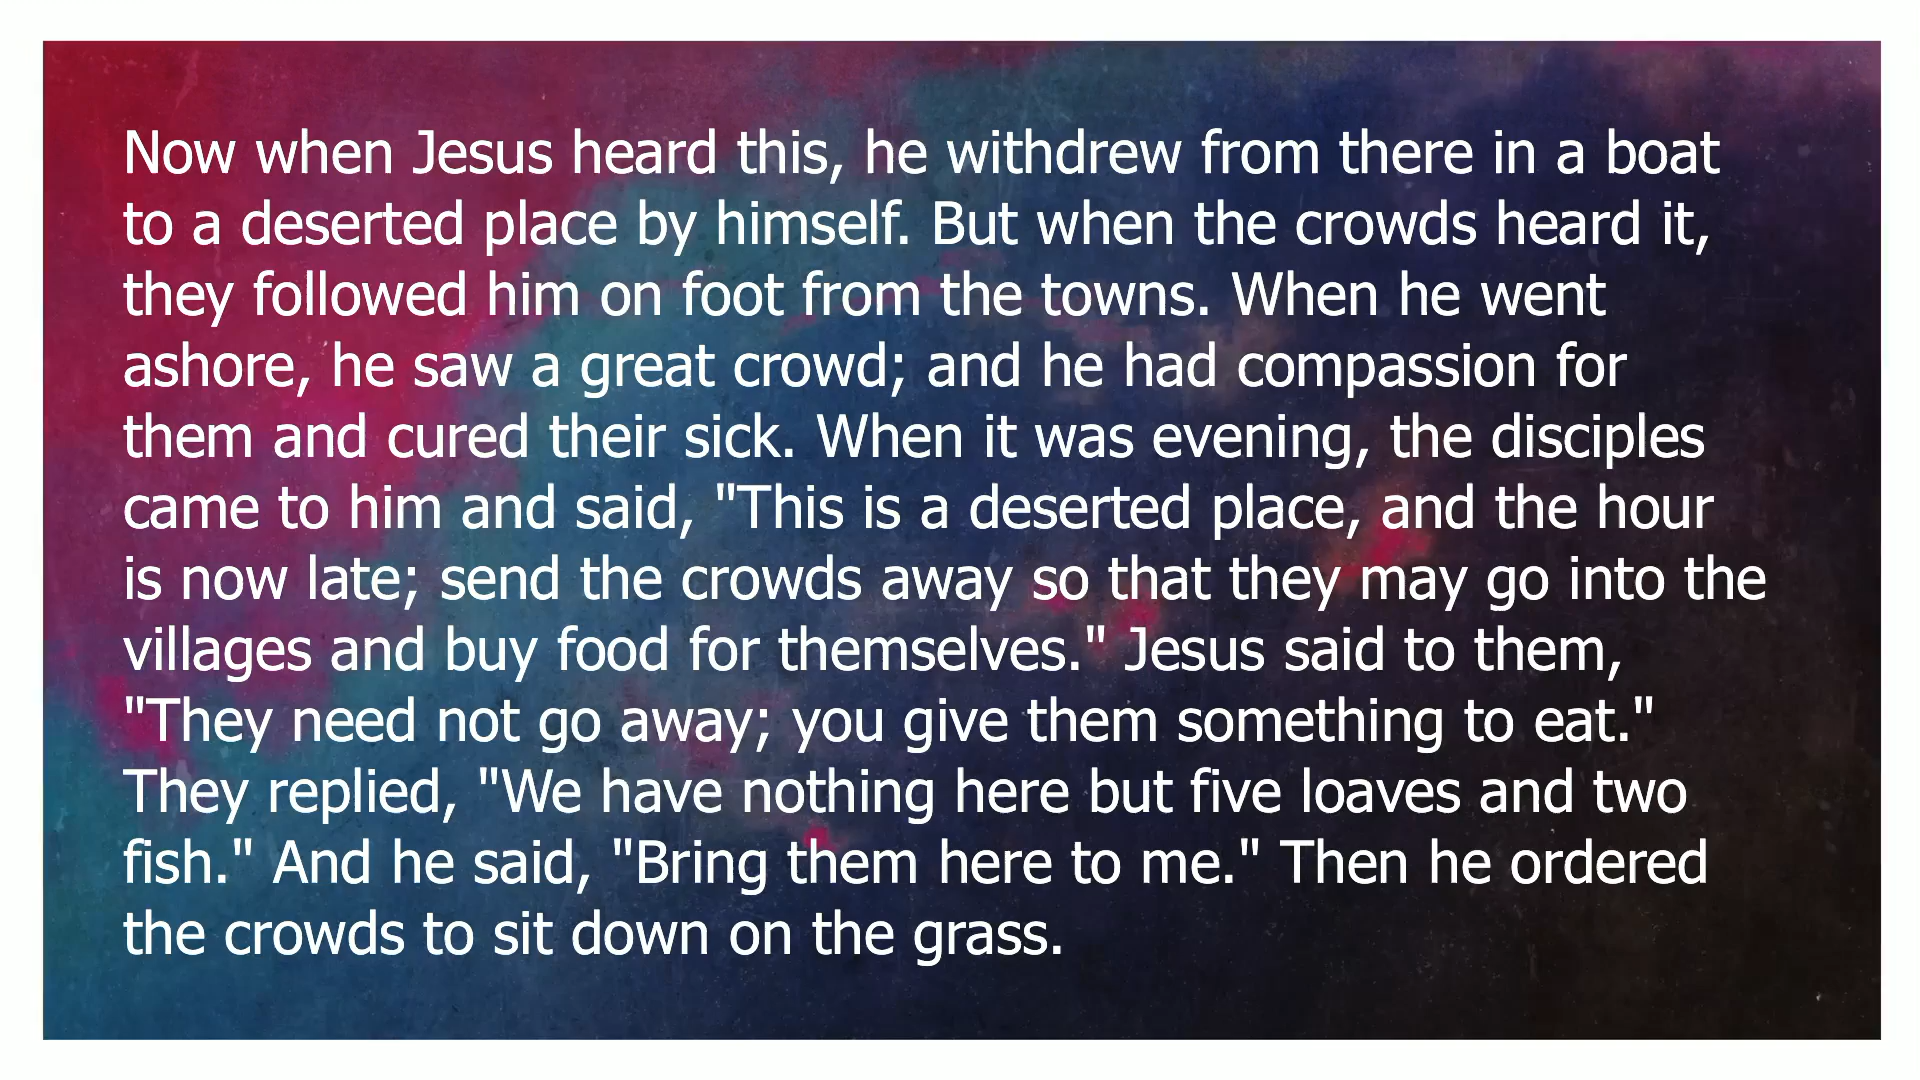 Now when Jesus heard this, he withdrew from there in a boat
to a deserted place by himself. But when the crowds heard it,
they followed him on foot from the towns. When he went
ashore, he saw a great crowd; and he had compassion for
them and cured their sick. When it was evening, the disciples
came to him and said, "This is a deserted place, and the hour
is now late; send the crowds away so that they may go into the
villages and buy food for themselves." Jesus said to them,
"They need not go away; you give them something to eat."
They replied, "We have nothing here but five loaves and two
fish." And he said, "Bring them here to me." Then he ordered
the crowds to sit down on the grass.